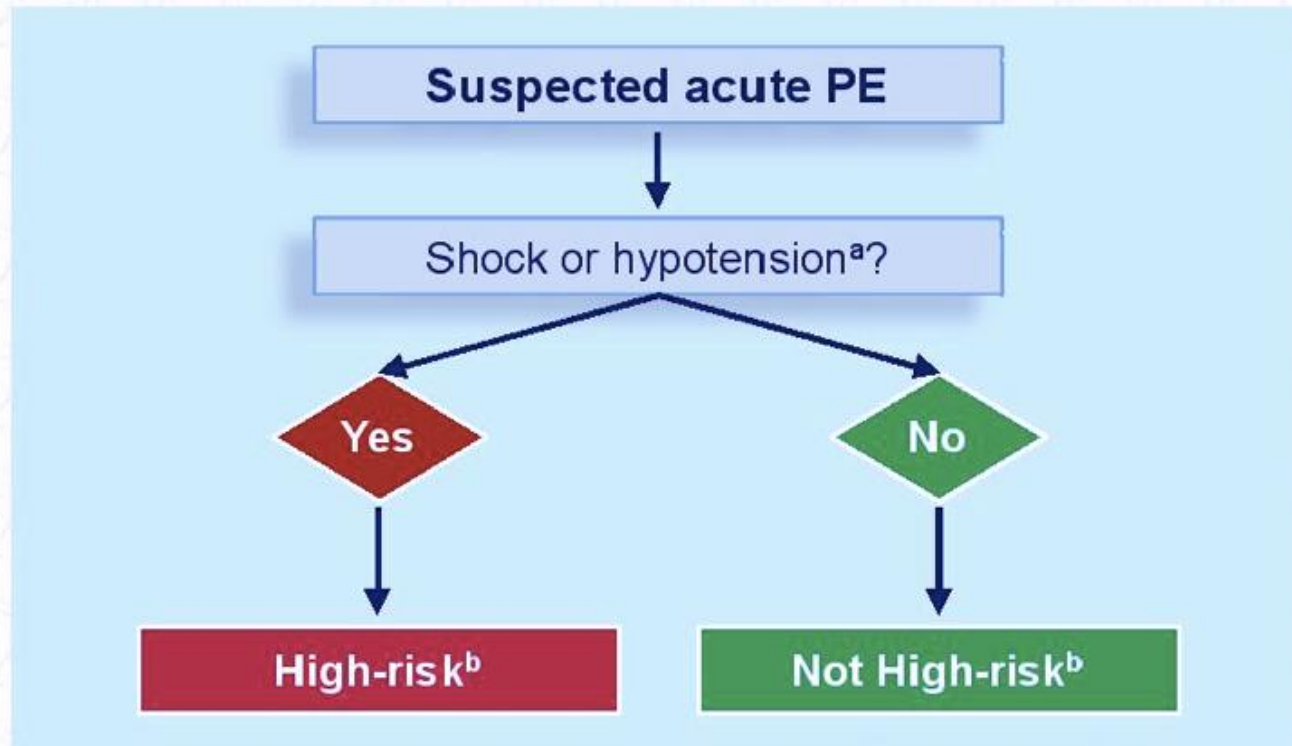 Suspected acute PE
Shock or hypotensionᵃ?
Yes
No
High-riskᵇ
Not High-riskᵇ